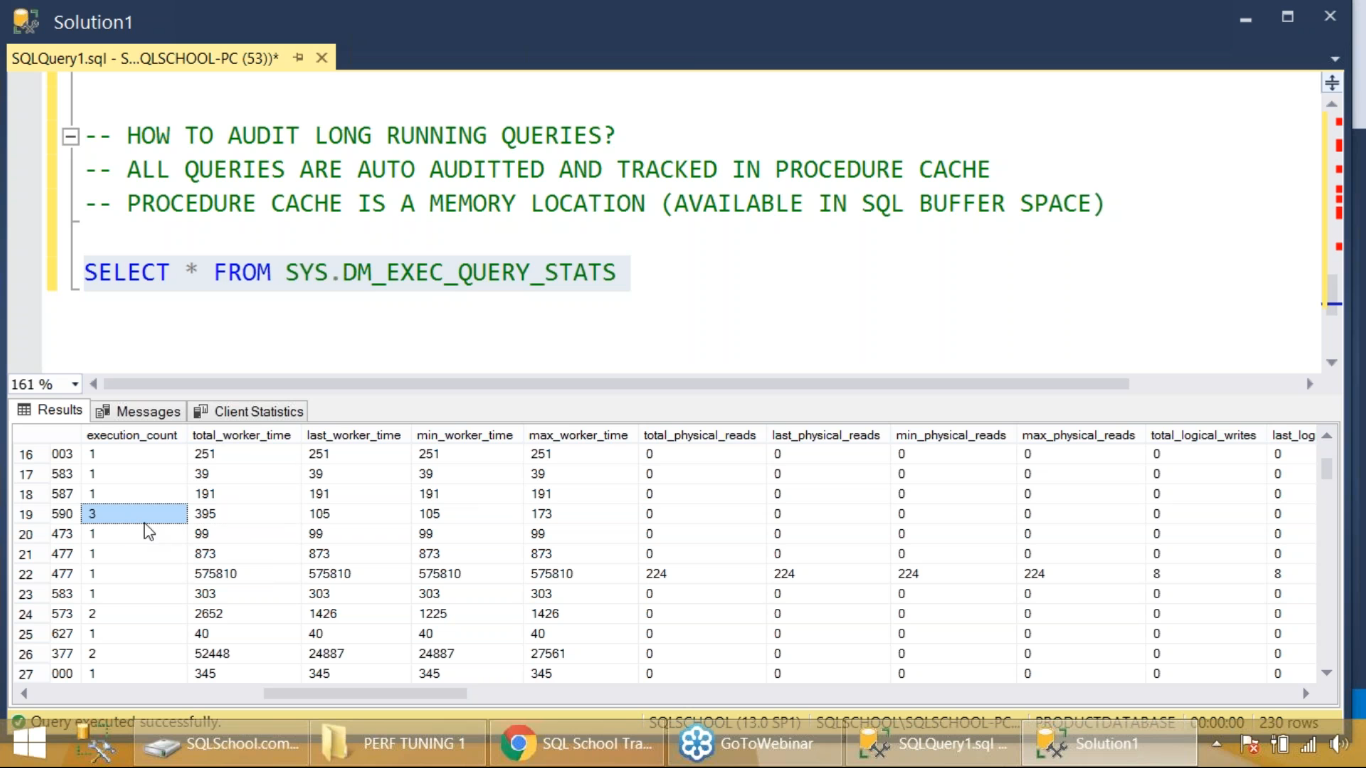 Solution1
SQLQuery1.sql - S...QLSCHOOL-PC (53))*
-- HOW TO AUDIT LONG RUNNING QUERIES?
-- ALL QUERIES ARE AUTO AUDITTED AND TRACKED IN PROCEDURE CACHE
-- PROCEDURE CACHE IS A MEMORY LOCATION (AVAILABLE IN SQL BUFFER SPACE)
SELECT * FROM SYS.DM_EXEC_QUERY_STATS
161 %
Results Messages Client Statistics
execution_count total_worker_time last_worker_time min_worker_time max_worker_time total_physical_reads last_physical_reads min_physical_reads max_physical_reads total_logical_writes last_log
16 003 1 251 251 251 251 0 0 0 0 0 0
17 583 1 39 39 39 39 0 0 0 0 0 0
18 587 1 191 191 191 191 0 0 0 0 0 0
19 590 3 395 105 105 173 0 0 0 0 0 0
20 473 1 99 99 99 99 0 0 0 0 0 0
21 477 1 873 873 873 873 0 0 0 0 0 0
22 477 1 575810 575810 575810 575810 224 224 224 224 8 8
23 583 1 303 303 303 303 0 0 0 0 0 0
24 573 2 2652 1426 1225 1426 0 0 0 0 0 0
25 627 1 40 40 40 40 0 0 0 0 0 0
26 377 2 52448 24887 24887 27561 0 0 0 0 0 0
27 000 1 345 345 345 345 0 0 0 0 0 0
Query executed successfully. SQLSCHOOL (13.0 SP1) SQLSCHOOL\SQLSCHOOL-PC... PRODUCTDATABASE 00:00:00 230 rows
SQLSchool.com... PERF TUNING 1 SQL School Tra... GoToWebinar SQLQuery1.sql ... Solution1